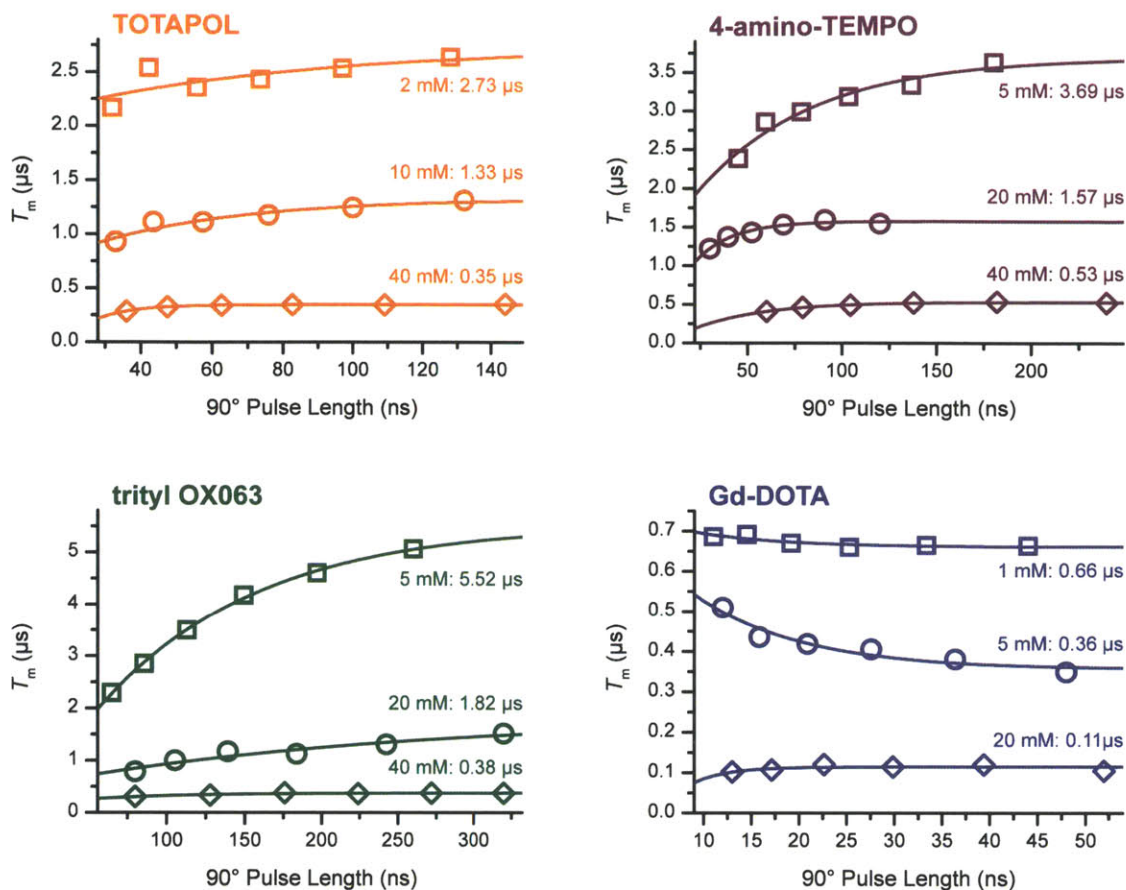 TOTAPOL
2.5
2.0
1.5
1.0
0.5
0.0
T_m (µs)
2 mM: 2.73 µs
10 mM: 1.33 µs
40 mM: 0.35 µs
40 60 80 100 120 140
90° Pulse Length (ns)
4-amino-TEMPO
3.5
3.0
2.5
2.0
1.5
1.0
0.5
0.0
T_m (µs)
5 mM: 3.69 µs
20 mM: 1.57 µs
40 mM: 0.53 µs
50 100 150 200
90° Pulse Length (ns)
trityl OX063
5
4
3
2
1
0
T_m (µs)
5 mM: 5.52 µs
20 mM: 1.82 µs
40 mM: 0.38 µs
100 150 200 250 300
90° Pulse Length (ns)
Gd-DOTA
0.7
0.6
0.5
0.4
0.3
0.2
0.1
0.0
T_m (µs)
1 mM: 0.66 µs
5 mM: 0.36 µs
20 mM: 0.11µs
10 15 20 25 30 35 40 45 50
90° Pulse Length (ns)